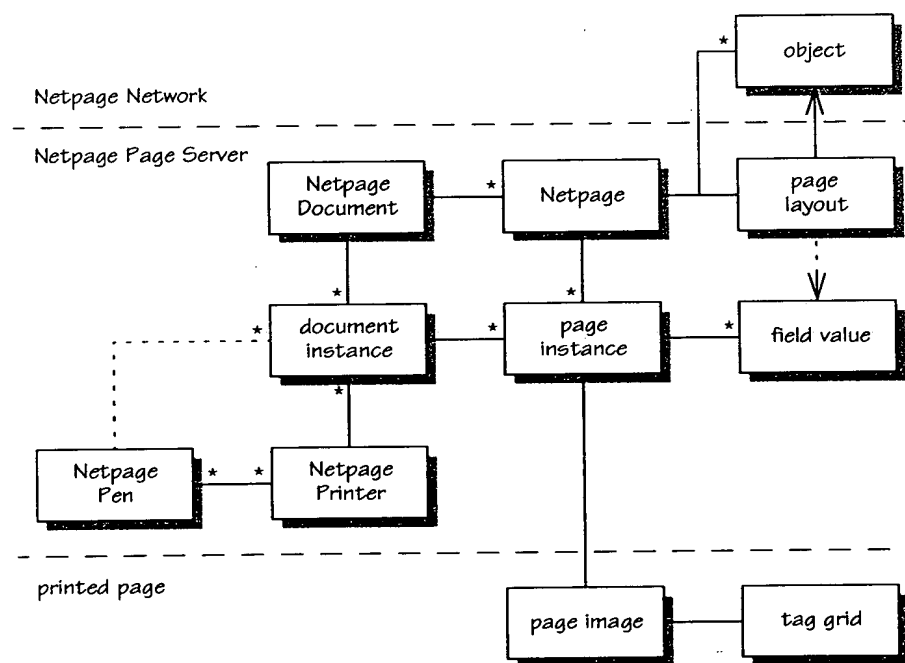 object
*
Netpage Network
Netpage Page Server
Netpage
Document
*
Netpage
page
layout
*
*
*
document
instance
*
page
instance
*
field value
*
Netpage
Pen
*
*
Netpage
Printer
printed page
page image
tag grid